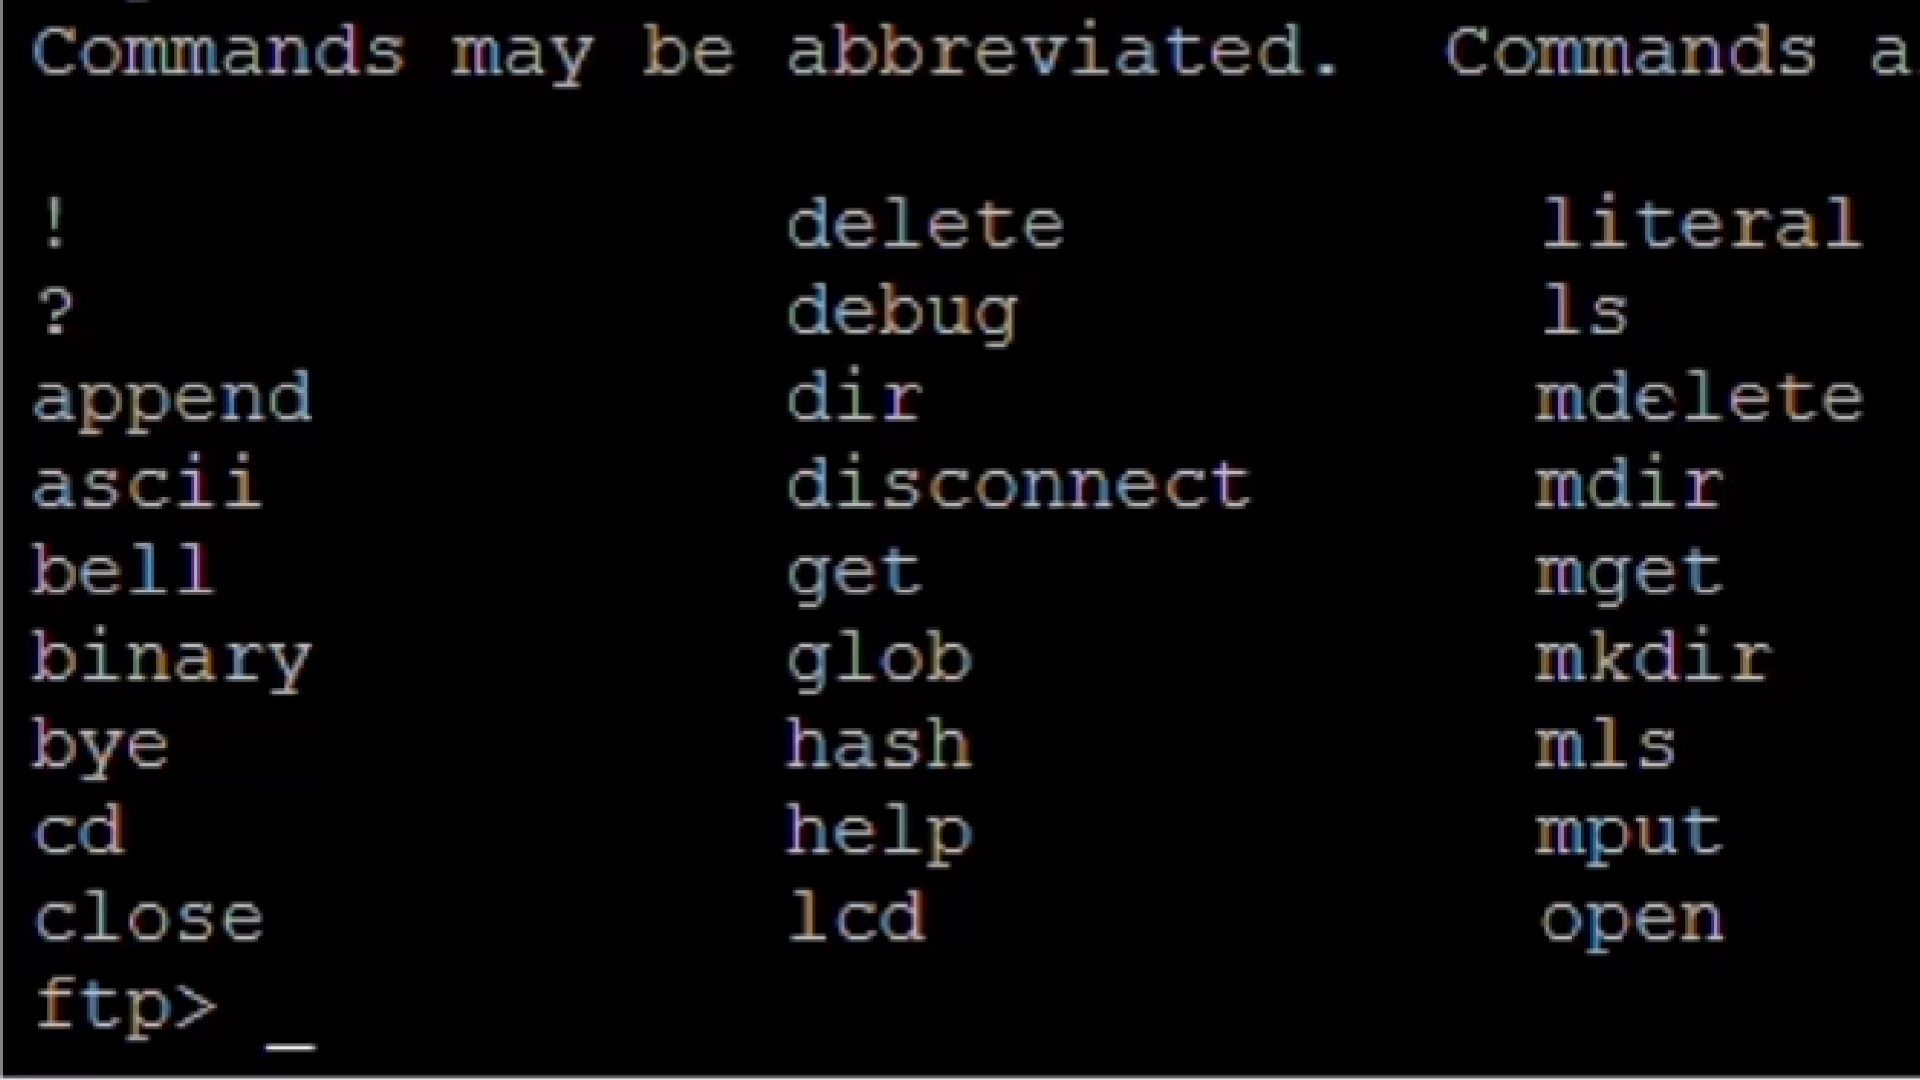 Commands may be abbreviated. Commands a
! delete literal
? debug ls
append dir mdelete
ascii disconnect mdir
bell get mget
binary glob mkdir
bye hash mls
cd help mput
close lcd open
ftp> _